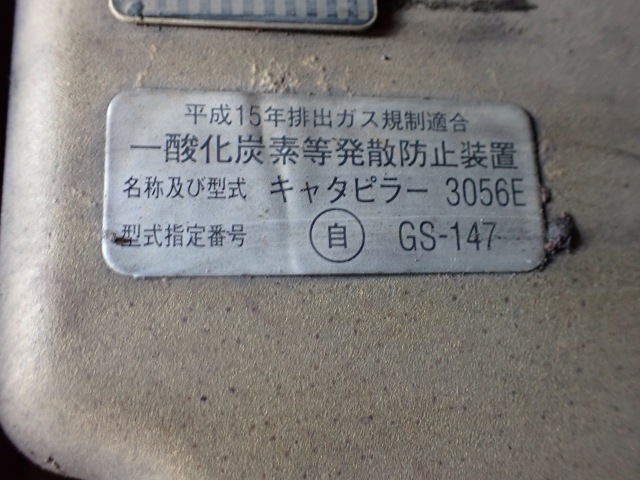 平成15年排出ガス規制適合
一酸化炭素等発散防止装置
名称及び型式 キャタピラー 3056E
型式指定番号 自 GS-147